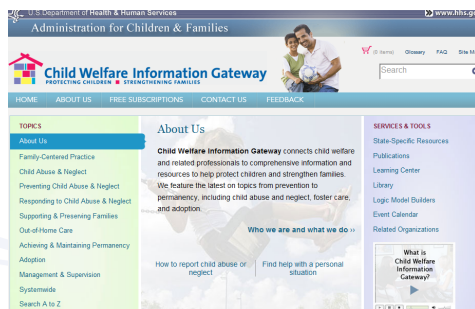 U.S. Department of Health & Human Services
www.hhs.go
Administration for Children & Families
(0 items) Glossary FAQ Site M
Child Welfare Information Gateway
PROTECTING CHILDREN STRENGTHENING FAMILIES
Search
HOME ABOUT US FREE SUBSCRIPTIONS CONTACT US FEEDBACK
TOPICS
About Us
Family-Centered Practice
Child Abuse & Neglect
Preventing Child Abuse & Neglect
Responding to Child Abuse & Neglect
Supporting & Preserving Families
Out-of-Home Care
Achieving & Maintaining Permanency
Adoption
Management & Supervision
Systemwide
Search A to Z
About Us
Child Welfare Information Gateway connects child welfare
and related professionals to comprehensive information and
resources to help protect children and strengthen families.
We feature the latest on topics from prevention to
permanency, including child abuse and neglect, foster care,
and adoption.
Who we are and what we do »
How to report child abuse or
neglect
Find help with a personal
situation
SERVICES & TOOLS
State-Specific Resources
Publications
Learning Center
Library
Logic Model Builders
Event Calendar
Related Organizations
What is
Child Welfare
Information
Gateway?